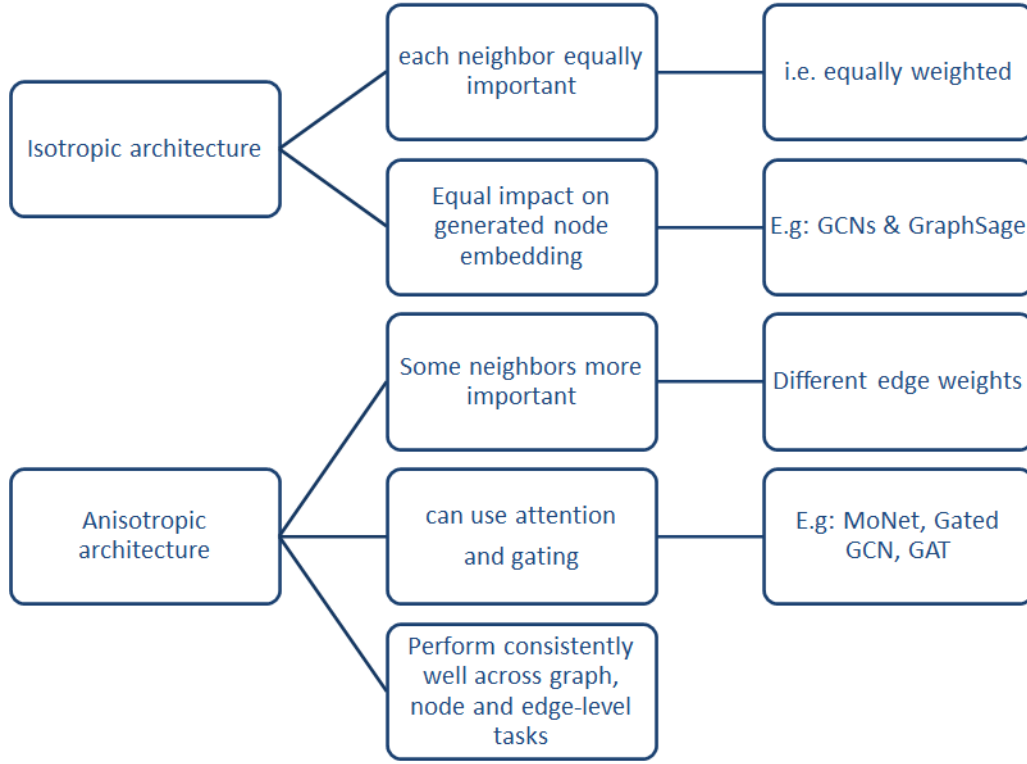 Isotropic architecture
each neighbor equally
important
i.e. equally weighted
Equal impact on
generated node
embedding
E.g: GCNs & GraphSage
Anisotropic
architecture
Some neighbors more
important
Different edge weights
can use attention
and gating
E.g: MoNet, Gated
GCN, GAT
Perform consistently
well across graph,
node and edge-level
tasks